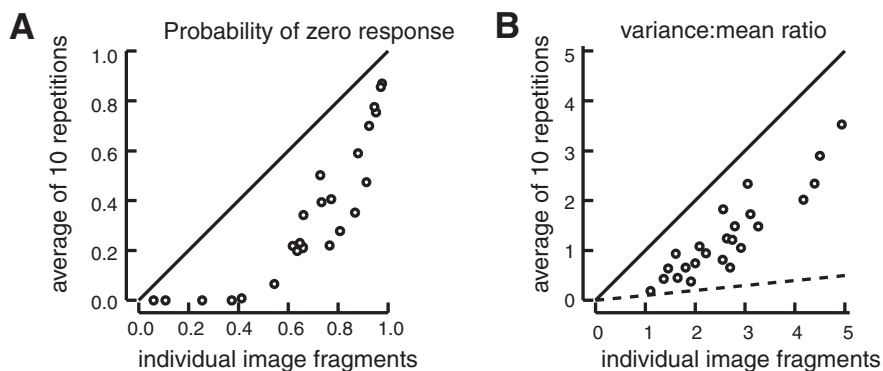 A
Probability of zero response
average of 10 repetitions
1.0
0.8
0.6
0.4
0.2
0.0
0.0 0.2 0.4 0.6 0.8 1.0
individual image fragments
B
variance:mean ratio
average of 10 repetitions
5
4
3
2
1
0
0 1 2 3 4 5
individual image fragments